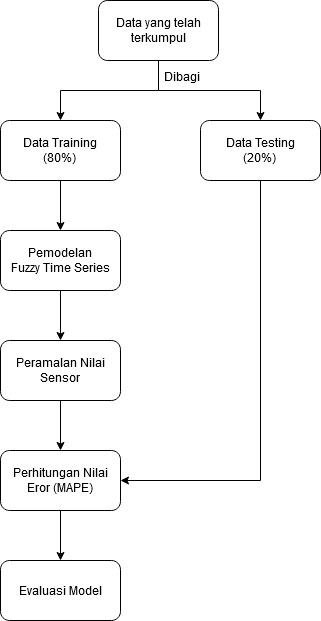 Data yang telah
terkumpul
Dibagi
Data Training
(80%)
Data Testing
(20%)
Pemodelan
Fuzzy Time Series
Peramalan Nilai
Sensor
Perhitungan Nilai
Eror (MAPE)
Evaluasi Model